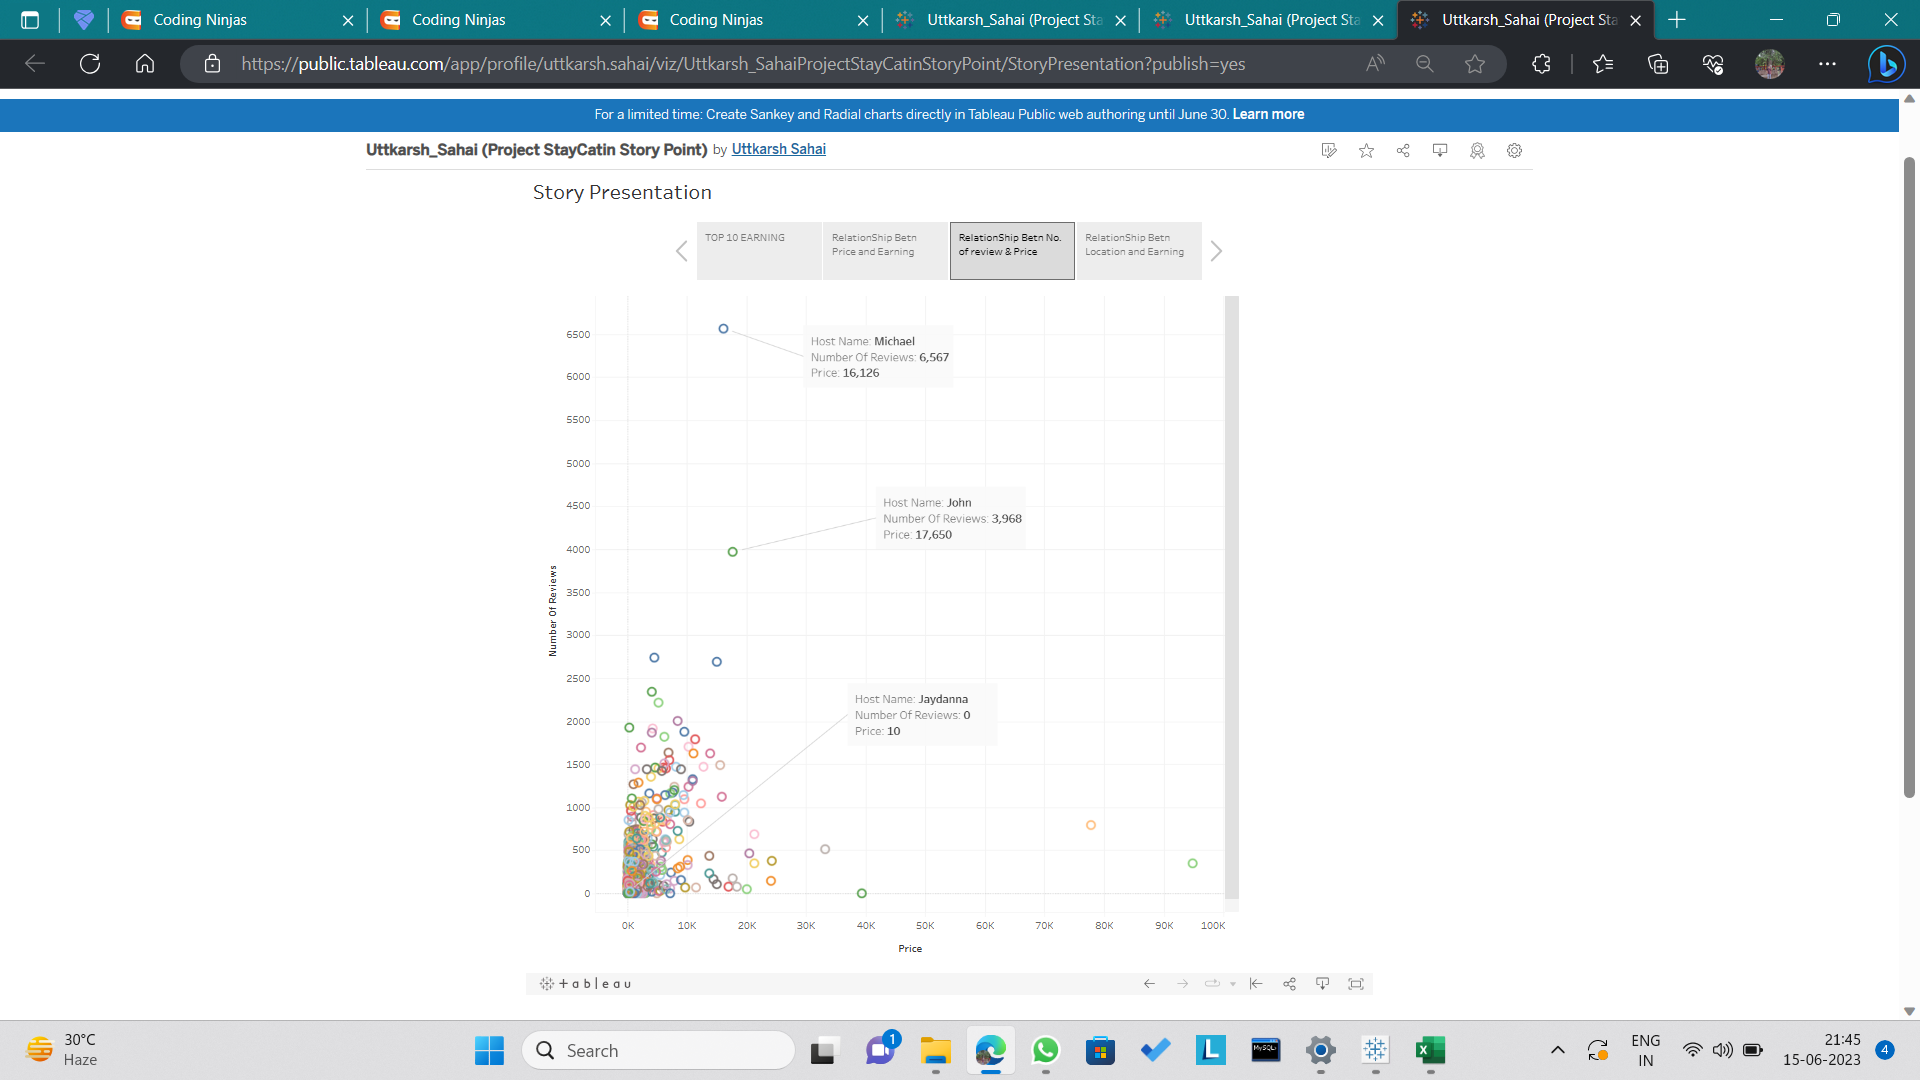 Coding Ninjas
Coding Ninjas
Coding Ninjas
Uttkarsh_Sahai (Project Sta
Uttkarsh_Sahai (Project Sta
Uttkarsh_Sahai (Project Sta
https://public.tableau.com/app/profile/uttkarsh.sahai/viz/Uttkarsh_SahaiProjectStayCatinStoryPoint/StoryPresentation?publish=yes
For a limited time: Create Sankey and Radial charts directly in Tableau Public web authoring until June 30. Learn more
Uttkarsh_Sahai (Project StayCatin Story Point) by Uttkarsh Sahai
Story Presentation
TOP 10 EARNING
RelationShip Betn
Price and Earning
RelationShip Betn No.
of review & Price
RelationShip Betn
Location and Earning
6500
6000
5500
5000
4500
4000
3500
3000
2500
2000
1500
1000
500
0
Number Of Reviews
Host Name: Michael
Number Of Reviews: 6,567
Price: 16,126
Host Name: John
Number Of Reviews: 3,968
Price: 17,650
Host Name: Jaydanna
Number Of Reviews: 0
Price: 10
0K 10K 20K 30K 40K 50K 60K 70K 80K 90K 100K
Price
+ a b l e a u
30°C
Haze
Search
1
MySQL
L
ENG
IN
21:45
15-06-2023
4